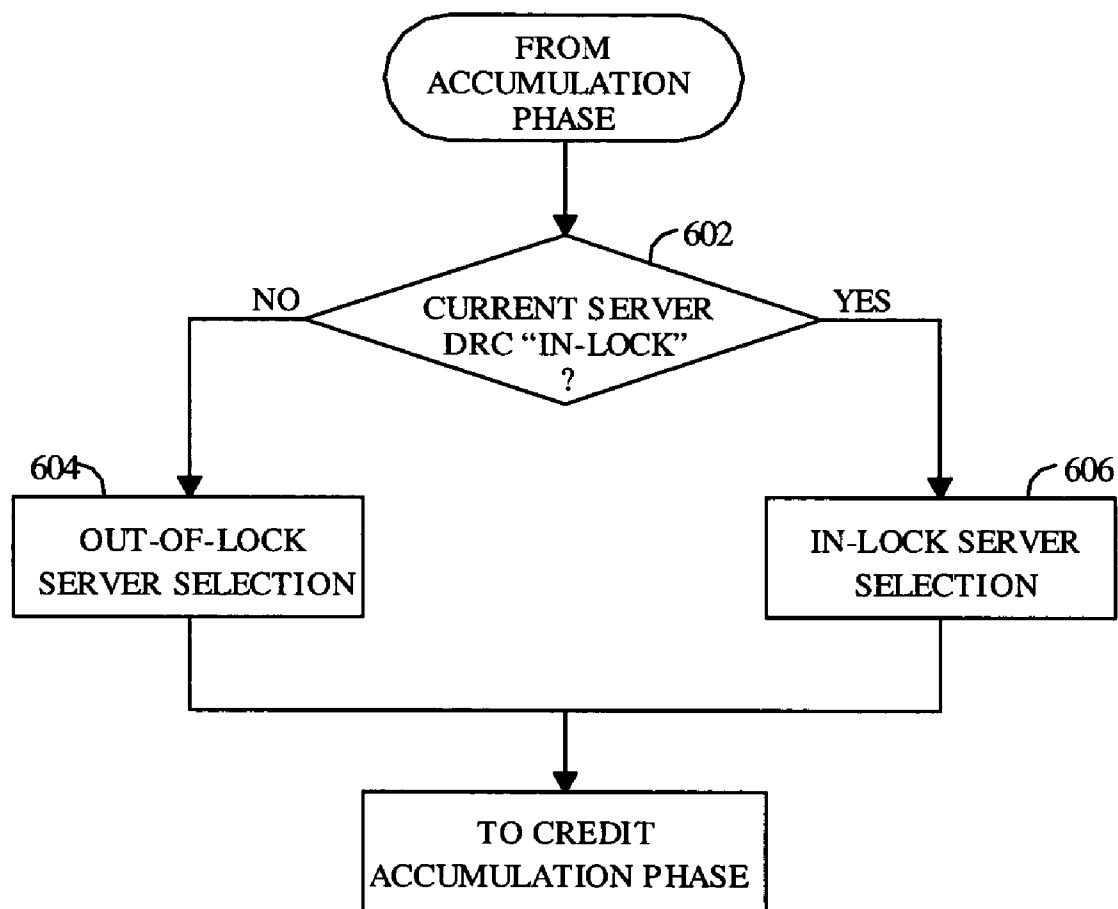 FROM
ACCUMULATION
PHASE
602
NO
CURRENT SERVER
YES
DRC “IN-LOCK”
?
604
606
OUT-OF-LOCK
SERVER SELECTION
IN-LOCK SERVER
SELECTION
TO CREDIT
ACCUMULATION PHASE